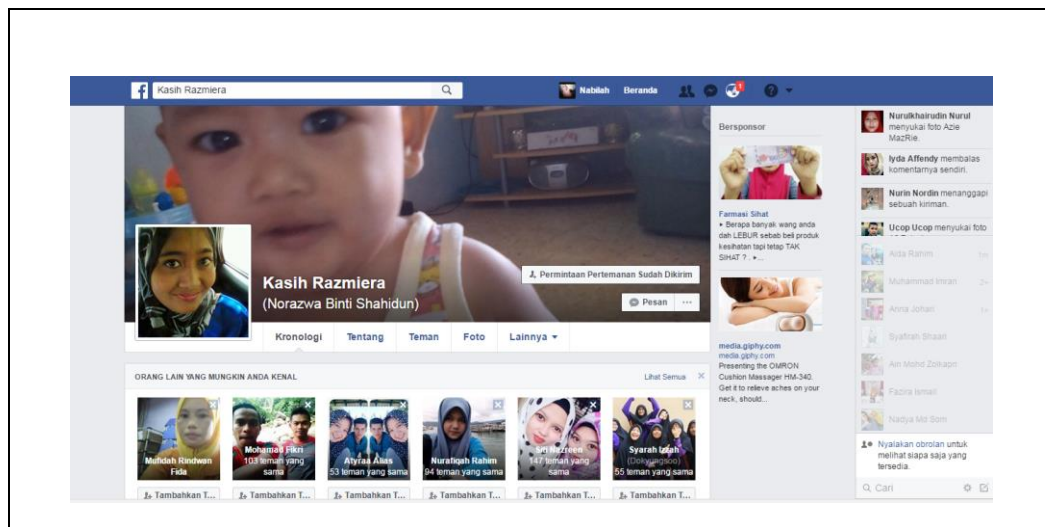 Kasih Razmiera
Nabilah Beranda
Kasih Razmiera
(Norazwa Binti Shahidun)
Permintaan Pertemanan Sudah Dikirim
Pesan ...
Kronologi Tentang Teman Foto Lainnya
ORANG LAIN YANG MUNGKIN ANDA KENAL
Lihat Semua
Mufidah Rindwan
Fida
Mohamad Fikri
103 teman yang
sama
Atyraa Alias
53 teman yang sama
Nurafiqah Rahim
94 teman yang sama
Siti Nazreen
147 teman yang
sama
Syarah Izzah
(Dokyungsoo)
55 teman yang sama
Tambahkan T...
Tambahkan T...
Tambahkan T...
Tambahkan T...
Tambahkan T...
Tambahkan T...
Bersponsor
Farmasi Sihat
▸ Berapa banyak wang anda
dah LEBUR sebab beli produk
kesihatan tapi tetap TAK
SIHAT ? . ▸...
media.giphy.com
media.giphy.com
Presenting the OMRON
Cushion Massager HM-340.
Get it to relieve aches on your
neck, should...
Nurulkhairudin Nurul
menyukai foto Azie
MazRie.
Iyda Affendy membalas
komentarnya sendiri.
Nurin Nordin menanggapi
sebuah kiriman.
Ucop Ucop menyukai foto
Aida Rahim
Muhammad Imran
Anna Johari
Syafiqah Shaari
Ain Mohd Zolkapli
Fazira Ismail
Nadya Md Som
Nyalakan obrolan untuk
melihat siapa saja yang
tersedia.
Cari